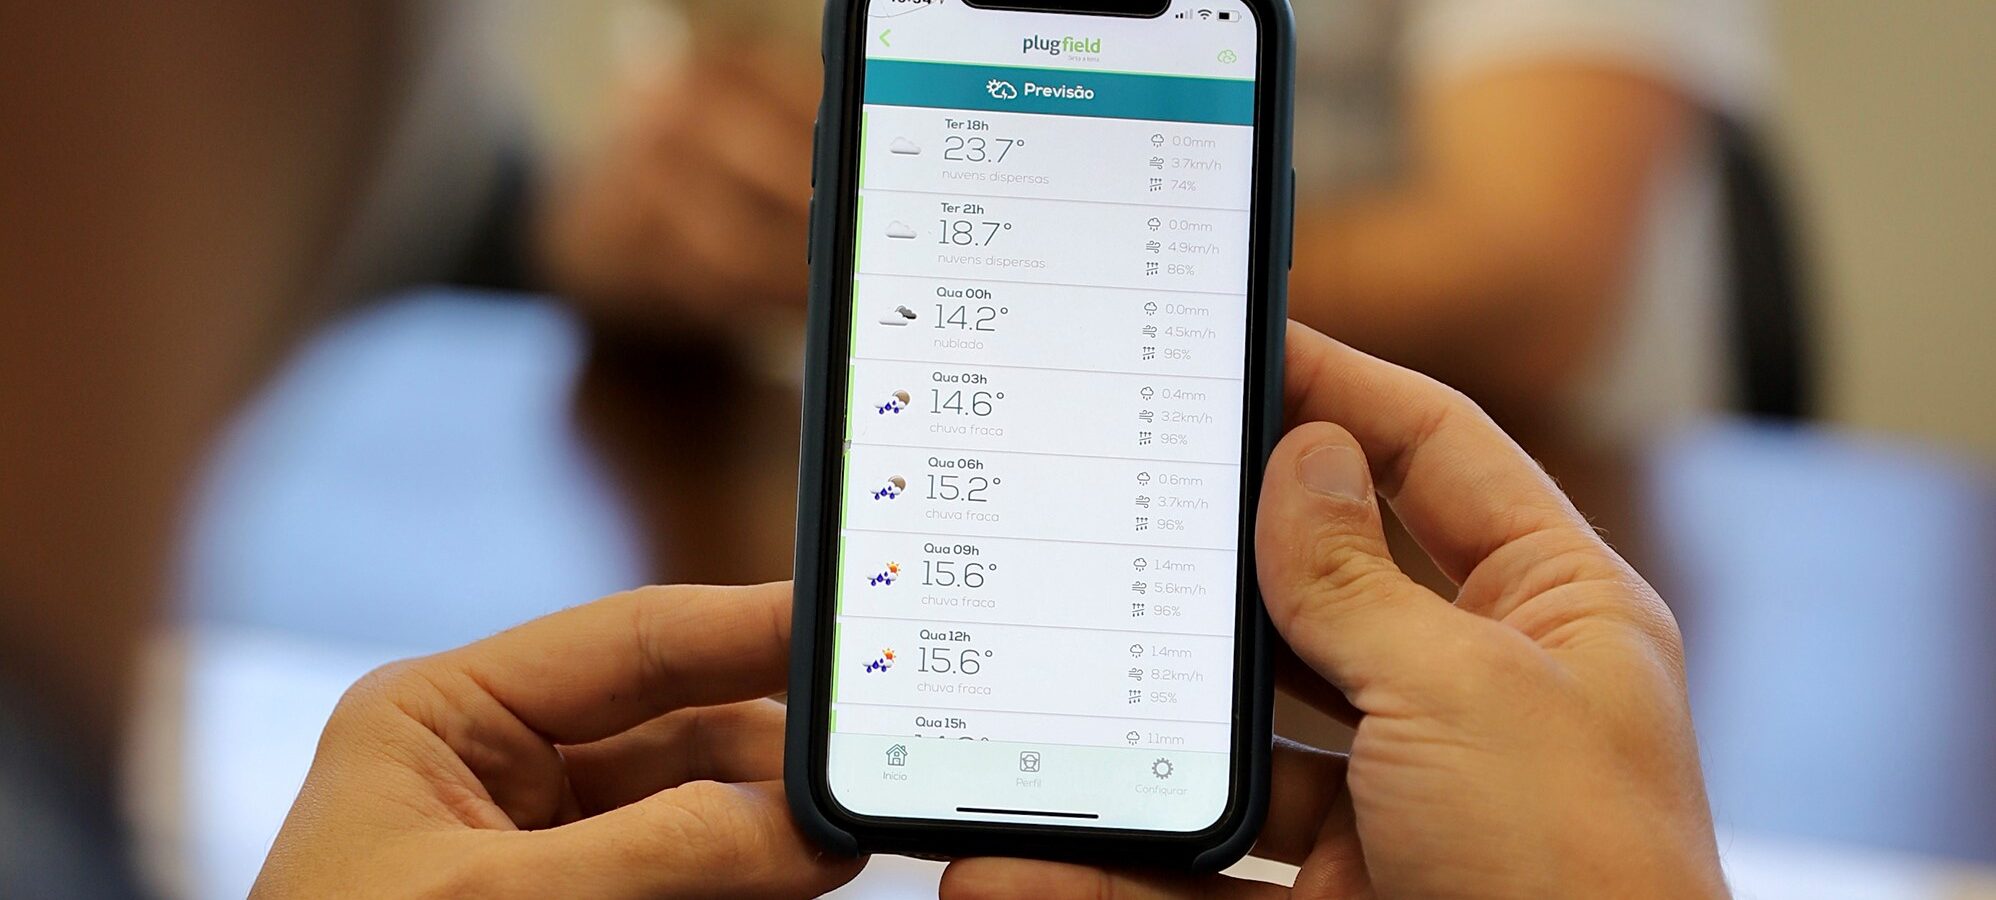 plugfield
Previsão
Ter 18h
23.7°
nuvens dispersas
0.0mm
3.7km/h
74%
Ter 21h
18.7°
nuvens dispersas
0.0mm
4.9km/h
86%
Qua 00h
14.2°
nublado
0.0mm
4.5km/h
96%
Qua 03h
14.6°
chuva fraca
0.4mm
3.2km/h
96%
Qua 06h
15.2°
chuva fraca
0.6mm
3.7km/h
96%
Qua 09h
15.6°
chuva fraca
1.4mm
5.6km/h
96%
Qua 12h
15.6°
chuva fraca
1.4mm
8.2km/h
95%
Qua 15h
1.1mm
Início
Perfil
Configurar